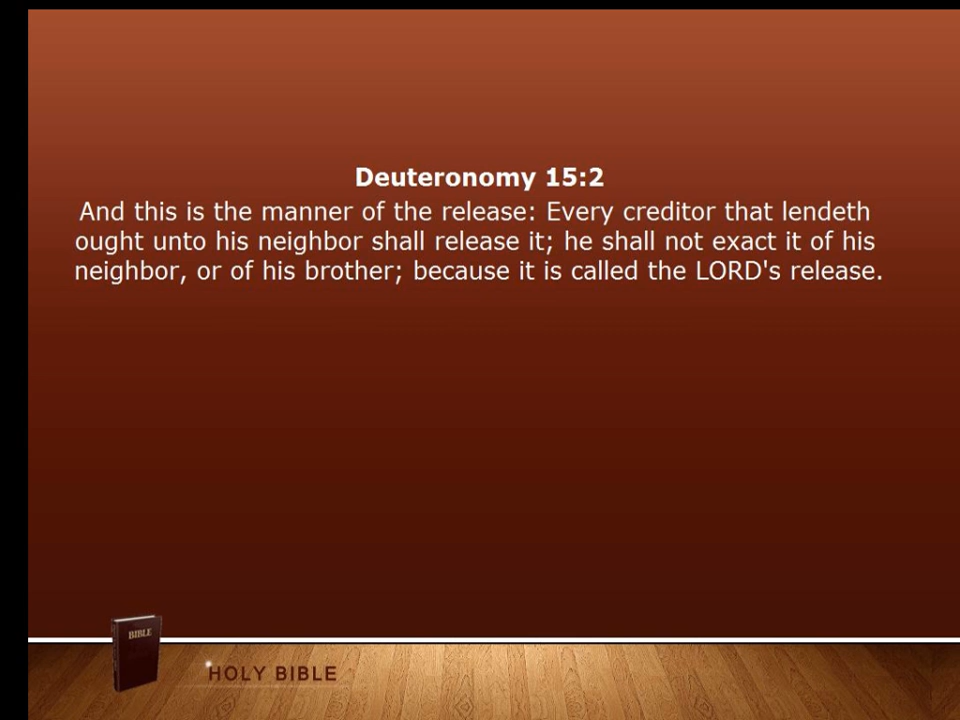 Deuteronomy 15:2
And this is the manner of the release: Every creditor that lendeth
ought unto his neighbor shall release it; he shall not exact it of his
neighbor, or of his brother; because it is called the LORD's release.
BIBLE
HOLY BIBLE